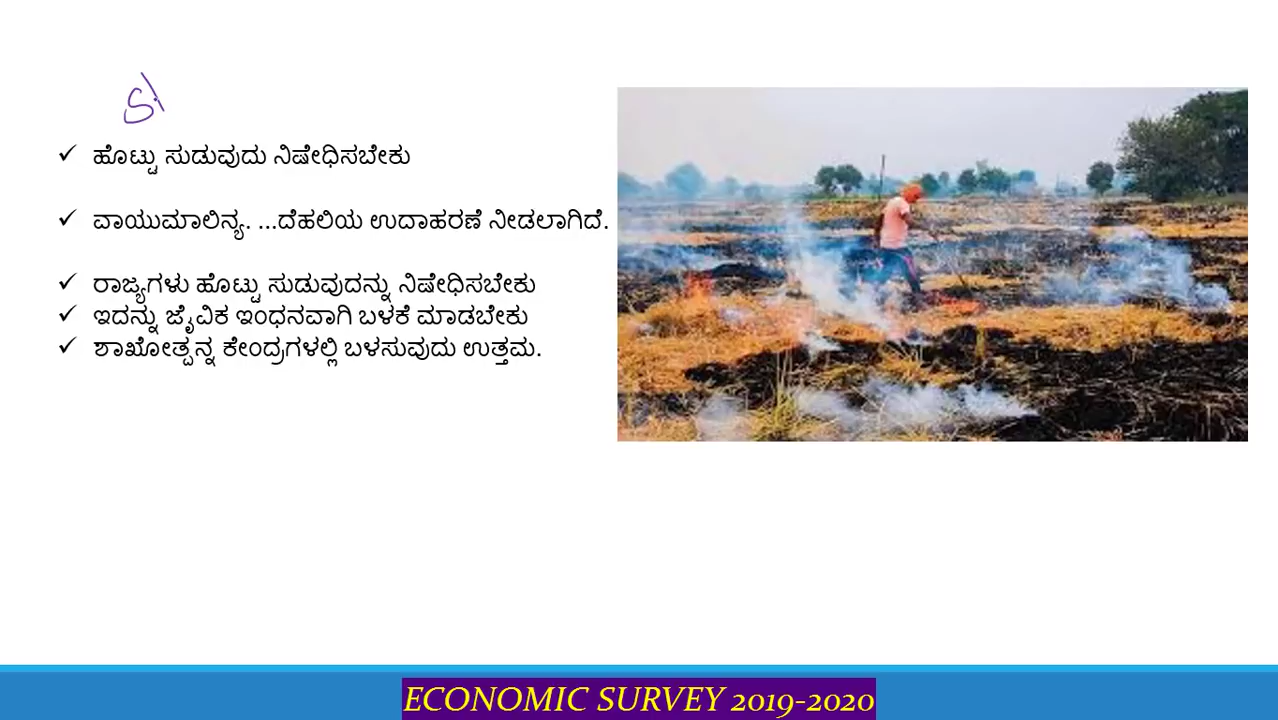 ಹೊಟ್ಟು ಸುಡುವುದು ನಿಷೇಧಿಸಬೇಕು
ವಾಯುಮಾಲಿನ್ಯ. ...ದೆಹಲಿಯ ಉದಾಹರಣೆ ನೀಡಲಾಗಿದೆ.
ರಾಜ್ಯಗಳು ಹೊಟ್ಟು ಸುಡುವುದನ್ನು ನಿಷೇಧಿಸಬೇಕು
ಇದನ್ನು ಜೈವಿಕ ಇಂಧನವಾಗಿ ಬಳಕೆ ಮಾಡಬೇಕು
ಶಾಖೋತ್ಪನ್ನ ಕೇಂದ್ರಗಳಲ್ಲಿ ಬಳಸುವುದು ಉತ್ತಮ.
ECONOMIC SURVEY 2019-2020